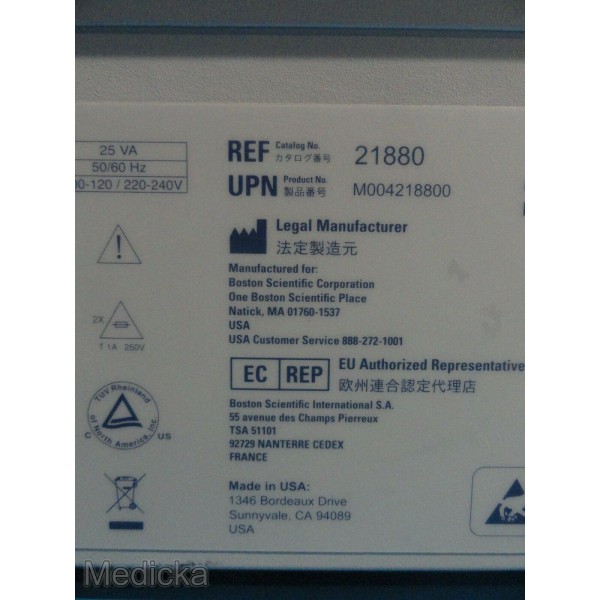 25 VA
50/60 Hz
00-120 / 220-240V
2X
T 1A 250V
TÜV Rheinland
of North America, Inc.
C US
REF Catalog No. カタログ番号 21880
UPN Product No. 製品番号 M004218800
Legal Manufacturer
法定製造元
Manufactured for:
Boston Scientific Corporation
One Boston Scientific Place
Natick, MA 01760-1537
USA
USA Customer Service 888-272-1001
EC REP
EU Authorized Representative
欧州連合認定代理店
Boston Scientific International S.A.
55 avenue des Champs Pierreux
TSA 51101
92729 NANTERRE CEDEX
FRANCE
Made in USA:
1346 Bordeaux Drive
Sunnyvale, CA 94089
USA
Medicka